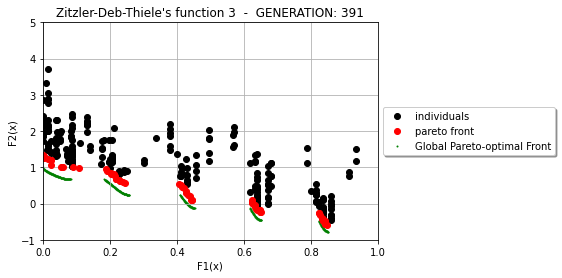 Zitzler-Deb-Thiele's function 3 - GENERATION: 391
5
4
3
2
1
0
−1
F2(x)
0.0 0.2 0.4 0.6 0.8 1.0
F1(x)
individuals
pareto front
Global Pareto-optimal Front